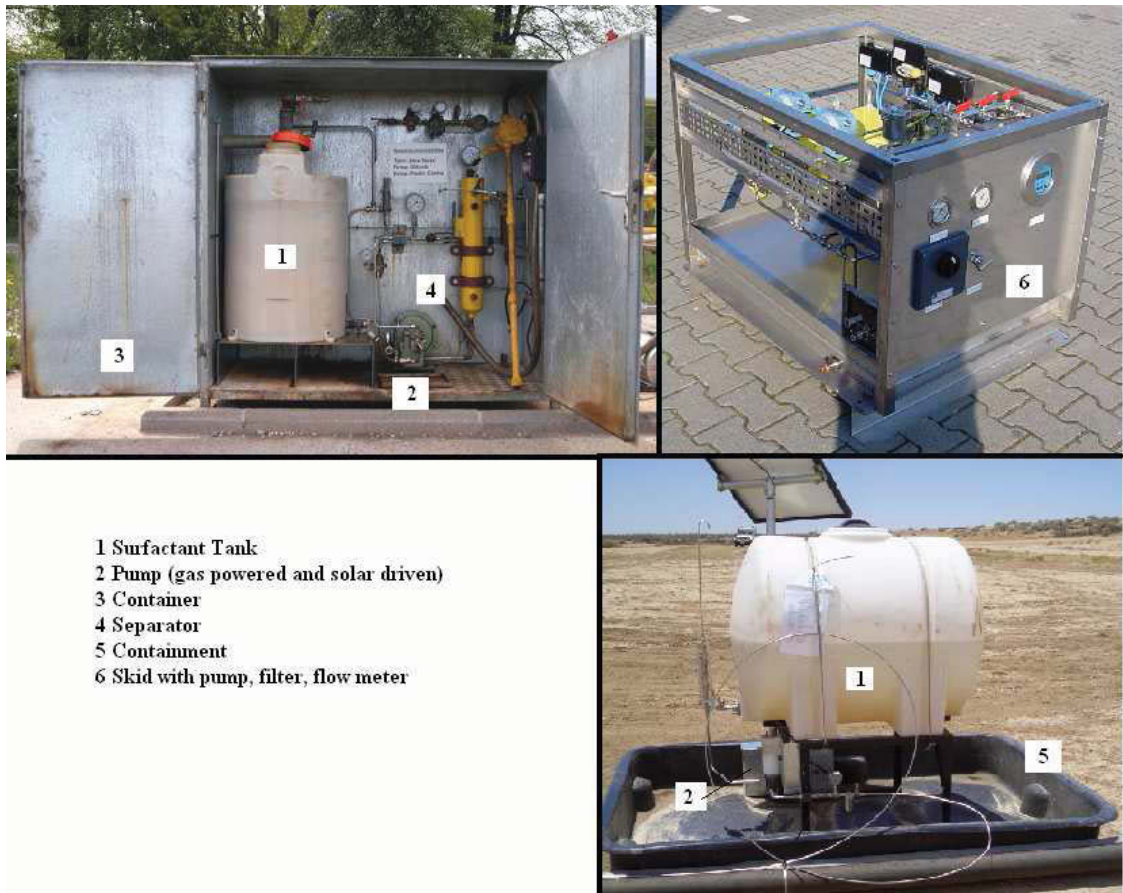 1
2
3
4
6
1 Surfactant Tank
2 Pump (gas powered and solar driven)
3 Container
4 Separator
5 Containment
6 Skid with pump, filter, flow meter
1
2
5